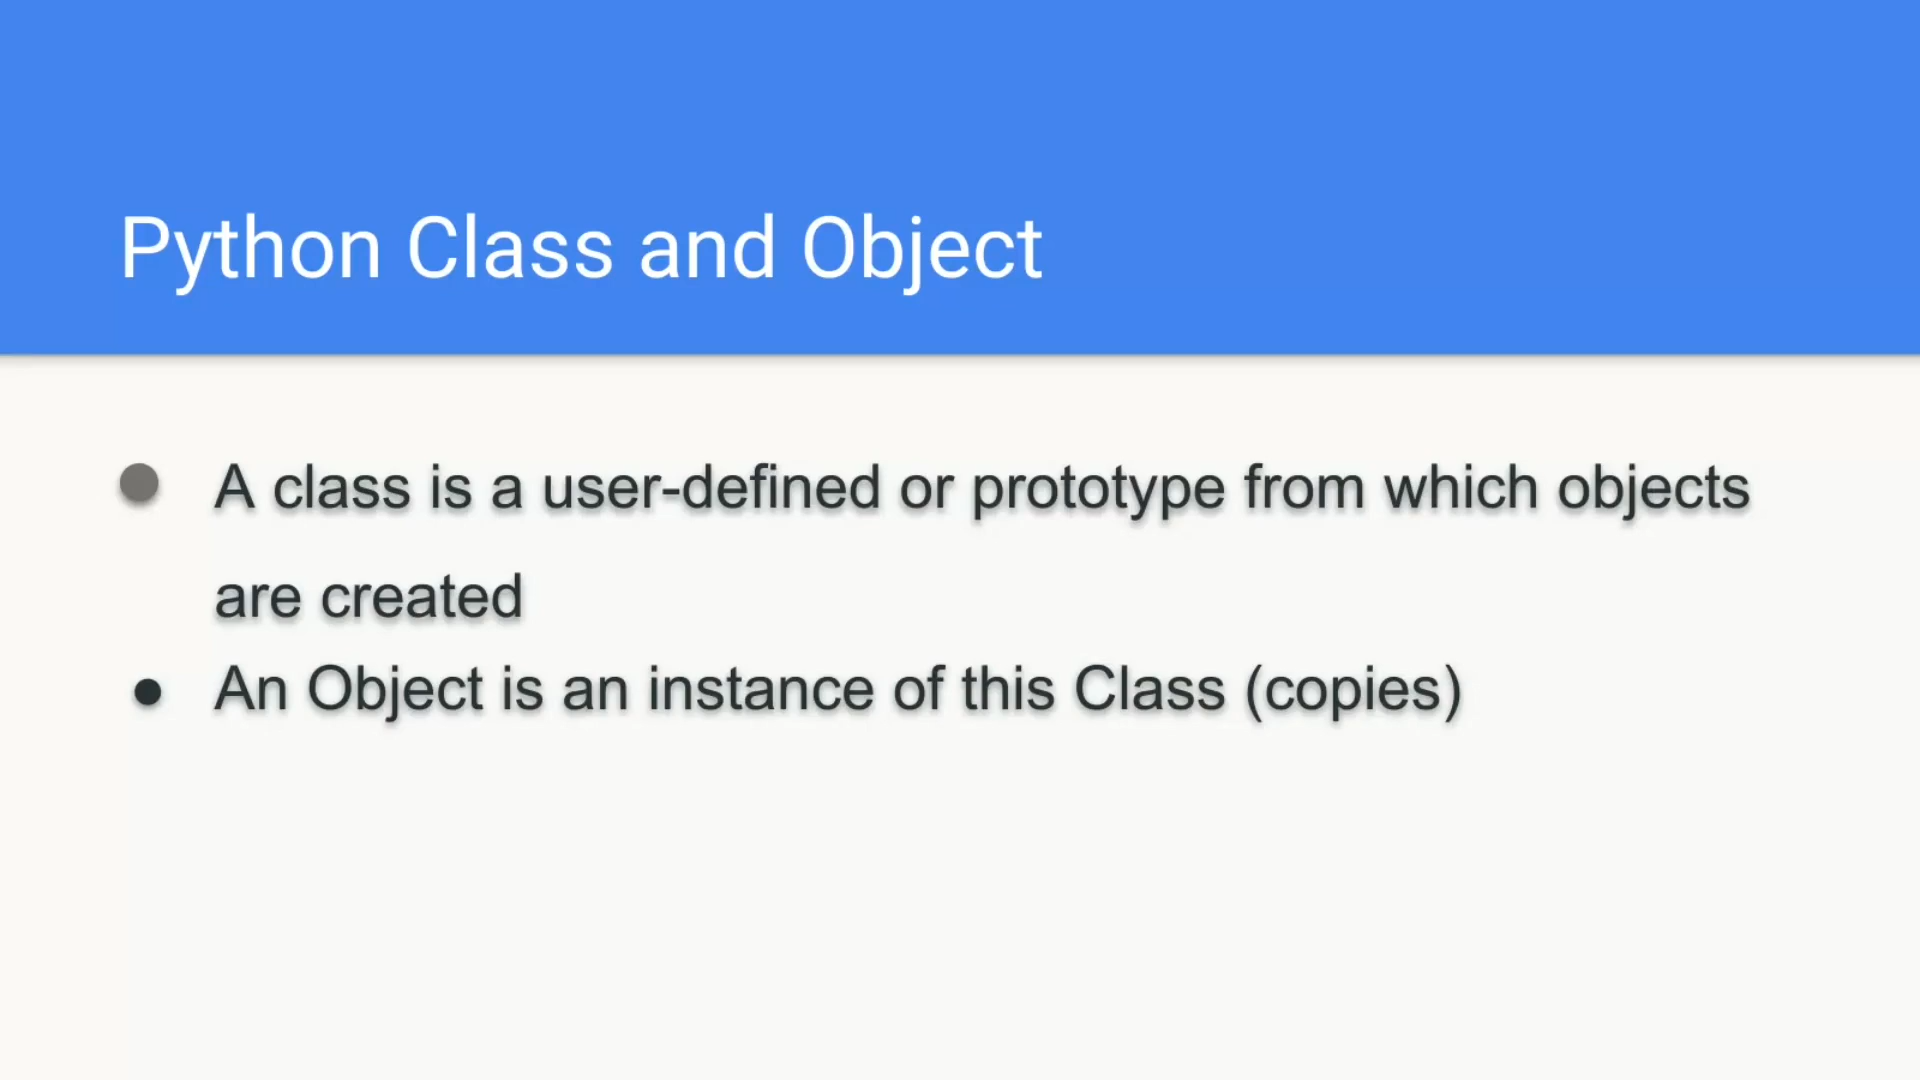 Python Class and Object
A class is a user-defined or prototype from which objects
are created
An Object is an instance of this Class (copies)